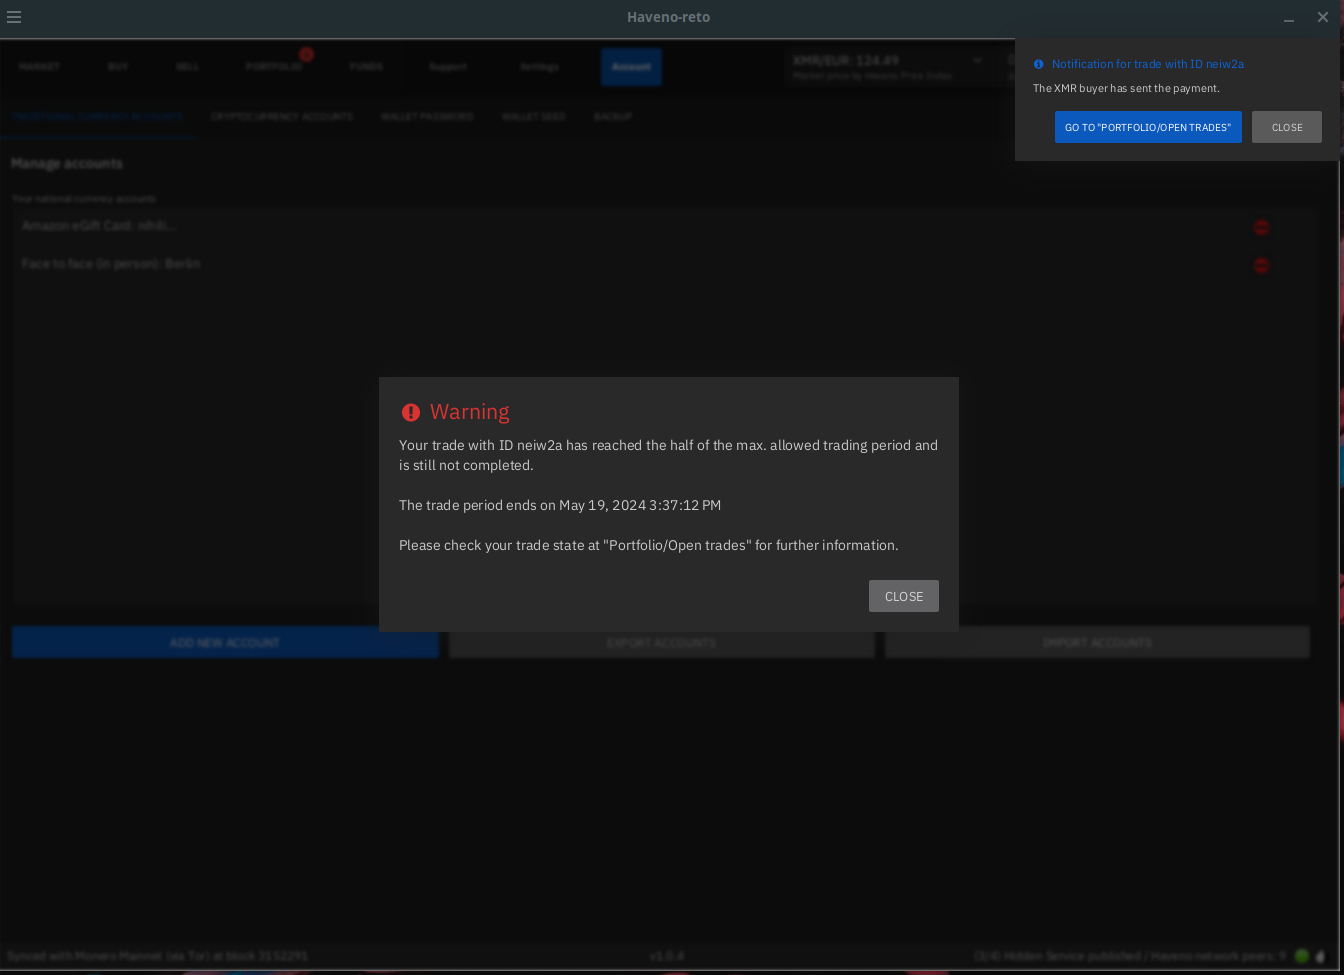 Haveno-reto
MARKET
BUY
SELL
PORTFOLIO
FUNDS
Support
Settings
Account
XMR/EUR: 124.49
Market price by Haveno Price Index
Notification for trade with ID neiw2a
The XMR buyer has sent the payment.
GO TO "PORTFOLIO/OPEN TRADES"
CLOSE
TRADITIONAL CURRENCY ACCOUNTS
CRYPTOCURRENCY ACCOUNTS
WALLET PASSWORD
WALLET SEED
BACKUP
Manage accounts
Your national currency accounts
Amazon eGift Card: nihili...
Face to face (in person): Berlin
Warning
Your trade with ID neiw2a has reached the half of the max. allowed trading period and
is still not completed.
The trade period ends on May 19, 2024 3:37:12 PM
Please check your trade state at "Portfolio/Open trades" for further information.
CLOSE
ADD NEW ACCOUNT
EXPORT ACCOUNTS
IMPORT ACCOUNTS
Synced with Monero Mainnet (via Tor) at block 3152291
v1.0.4
(3/4) Hidden Service published / Haveno network peers: 9